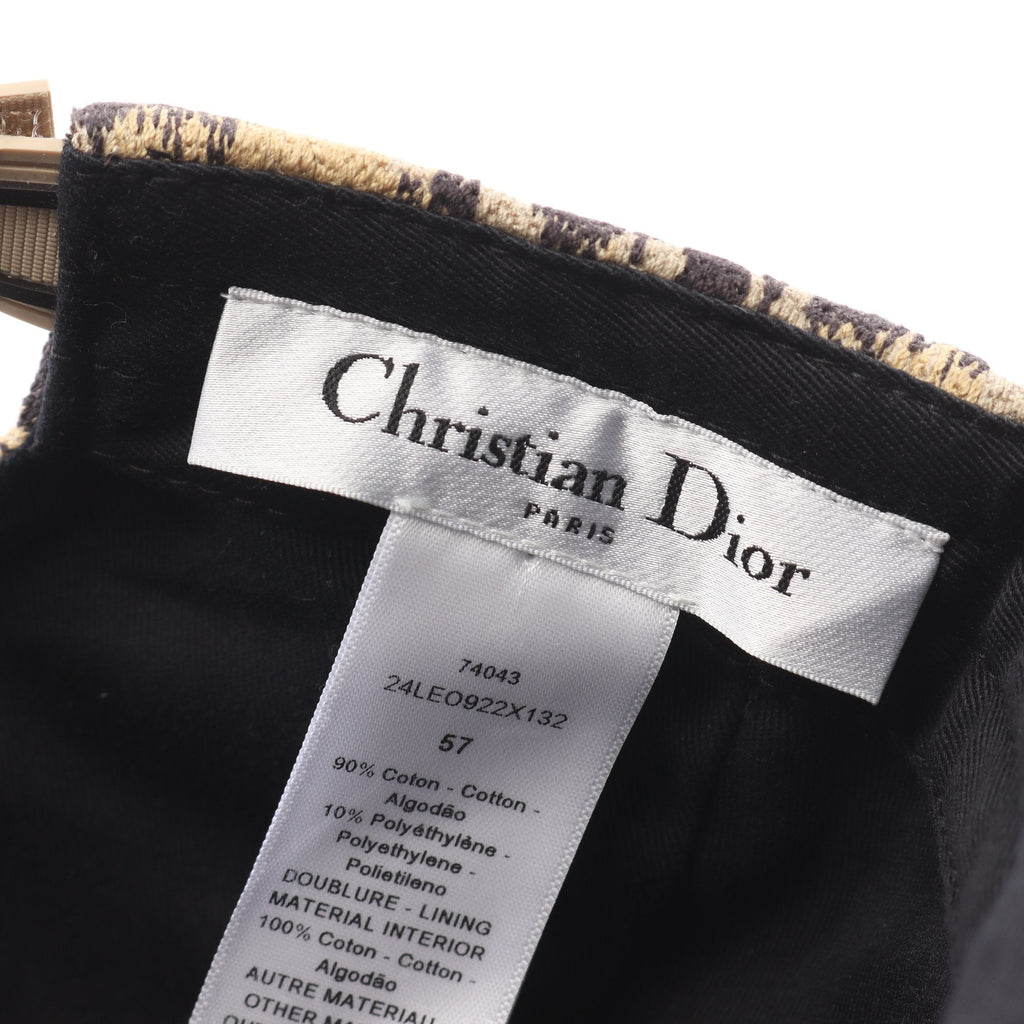 Christian Dior
PARIS
74043
24LEO922X132
57
90% Coton - Cotton -
Algodão
10% Polyéthylène -
Polyethylene -
Polietileno
DOUBLURE - LINING
MATERIAL INTERIOR
100% Coton - Cotton -
Algodão
AUTRE MATERIAU
OTHER